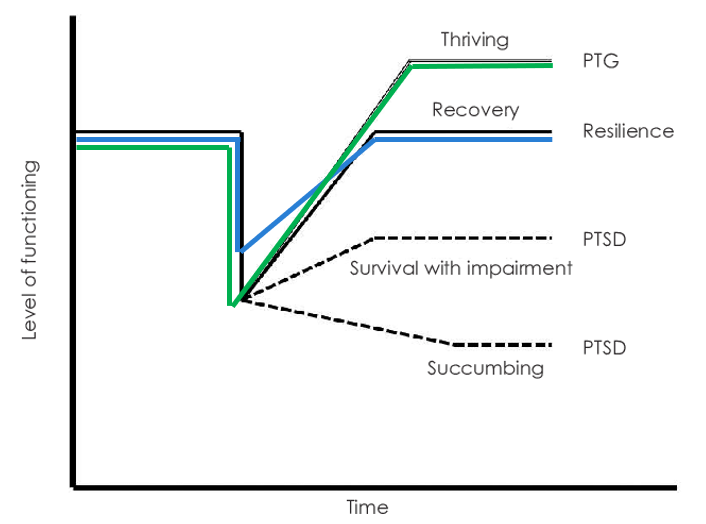 Thriving
PTG
Recovery
Resilience
Level of functioning
PTSD
Survival with impairment
PTSD
Succumbing
Time